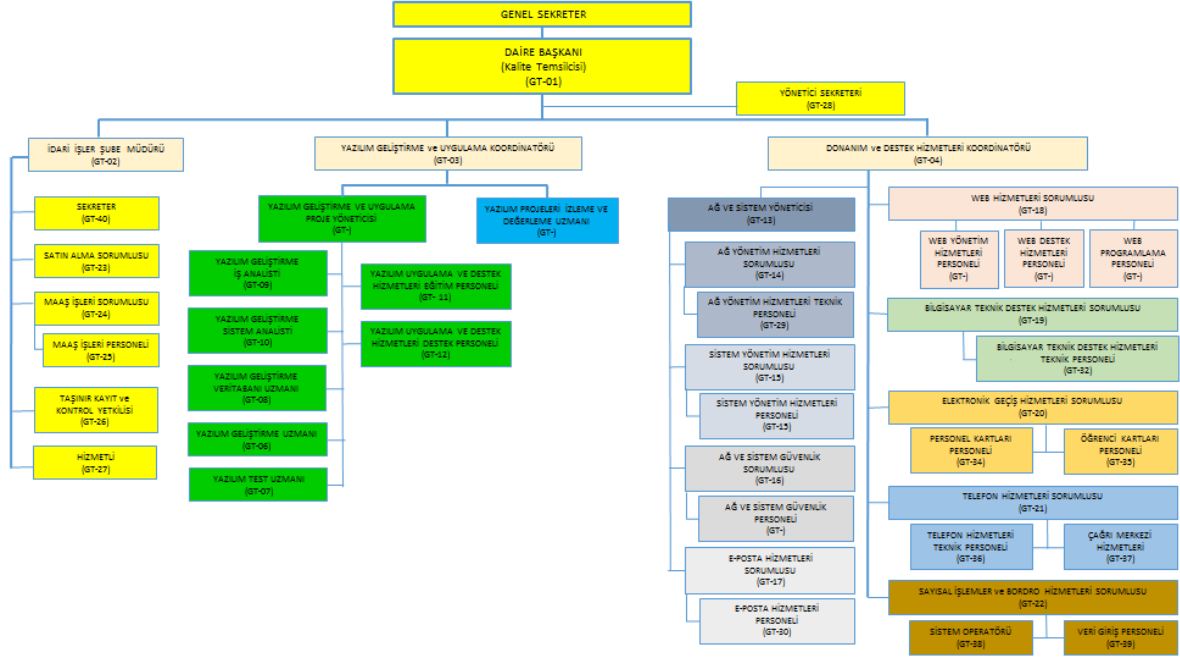 GENEL SEKRETER
DAİRE BAŞKANI
(Kalite Temsilcisi)
(GT-01)
YÖNETİCİ SEKRETERİ
(GT-28)
İDARİ İŞLER ŞUBE MÜDÜRÜ
(GT-02)
YAZILIM GELİŞTİRME ve UYGULAMA KOORDİNATÖRÜ
(GT-03)
DONANIM ve DESTEK HİZMETLERİ KOORDİNATÖRÜ
(GT-04)
SEKRETER
(GT-40)
SATIN ALMA SORUMLUSU
(GT-23)
MAAŞ İŞLERİ SORUMLUSU
(GT-24)
MAAŞ İŞLERİ PERSONELİ
(GT-25)
TAŞINIR KAYIT ve
KONTROL YETKİLİSİ
(GT-26)
HİZMETLİ
(GT-27)
YAZILIM GELİŞTİRME VE UYGULAMA
PROJE YÖNETİCİSİ
(GT-)
YAZILIM PROJELERİ İZLEME VE
DEĞERLEME UZMANI
(GT-)
YAZILIM GELİŞTİRME
İŞ ANALİSTİ
(GT-09)
YAZILIM UYGULAMA VE DESTEK
HİZMETLERİ EĞİTİM PERSONELİ
(GT- 11)
YAZILIM GELİŞTİRME
SİSTEM ANALİSTİ
(GT-10)
YAZILIM UYGULAMA VE DESTEK
HİZMETLERİ DESTEK PERSONELİ
(GT-12)
YAZILIM GELİŞTİRME
VERİTABANI UZMANI
(GT-08)
YAZILIM GELİŞTİRME UZMANI
(GT-06)
YAZILIM TEST UZMANI
(GT-07)
AĞ VE SİSTEM YÖNETİCİSİ
(GT-13)
AĞ YÖNETİM HİZMETLERİ
SORUMLUSU
(GT-14)
AĞ YÖNETİM HİZMETLERİ TEKNİK
PERSONELİ
(GT-29)
SİSTEM YÖNETİM HİZMETLERİ
SORUMLUSU
(GT-15)
SİSTEM YÖNETİM HİZMETLERİ
PERSONELİ
(GT-15)
AĞ VE SİSTEM GÜVENLİK
SORUMLUSU
(GT-16)
AĞ VE SİSTEM GÜVENLİK
PERSONELİ
(GT-)
E-POSTA HİZMETLERİ
SORUMLUSU
(GT-17)
E-POSTA HİZMETLERİ
PERSONELİ
(GT-30)
WEB HİZMETLERİ SORUMLUSU
(GT-18)
WEB YÖNETİM
HİZMETLERİ
PERSONELİ
(GT-)
WEB DESTEK
HİZMETLERİ
PERSONELİ
(GT-)
WEB
PROGRAMLAMA
PERSONELİ
(GT-)
BİLGİSAYAR TEKNİK DESTEK HİZMETLERİ SORUMLUSU
(GT-19)
BİLGİSAYAR TEKNİK DESTEK HİZMETLERİ
TEKNİK PERSONELİ
(GT-32)
ELEKTRONİK GEÇİŞ HİZMETLERİ SORUMLUSU
(GT-20)
PERSONEL KARTLARI
PERSONELİ
(GT-34)
ÖĞRENCİ KARTLARI
PERSONELİ
(GT-35)
TELEFON HİZMETLERİ SORUMLUSU
(GT-21)
TELEFON HİZMETLERİ
TEKNİK PERSONELİ
(GT-36)
ÇAĞRI MERKEZİ
HİZMETLERİ
(GT-37)
SAYISAL İŞLEMLER ve BORDRO HİZMETLERİ SORUMLUSU
(GT-22)
SİSTEM OPERATÖRÜ
(GT-38)
VERİ GİRİŞ PERSONELİ
(GT-39)